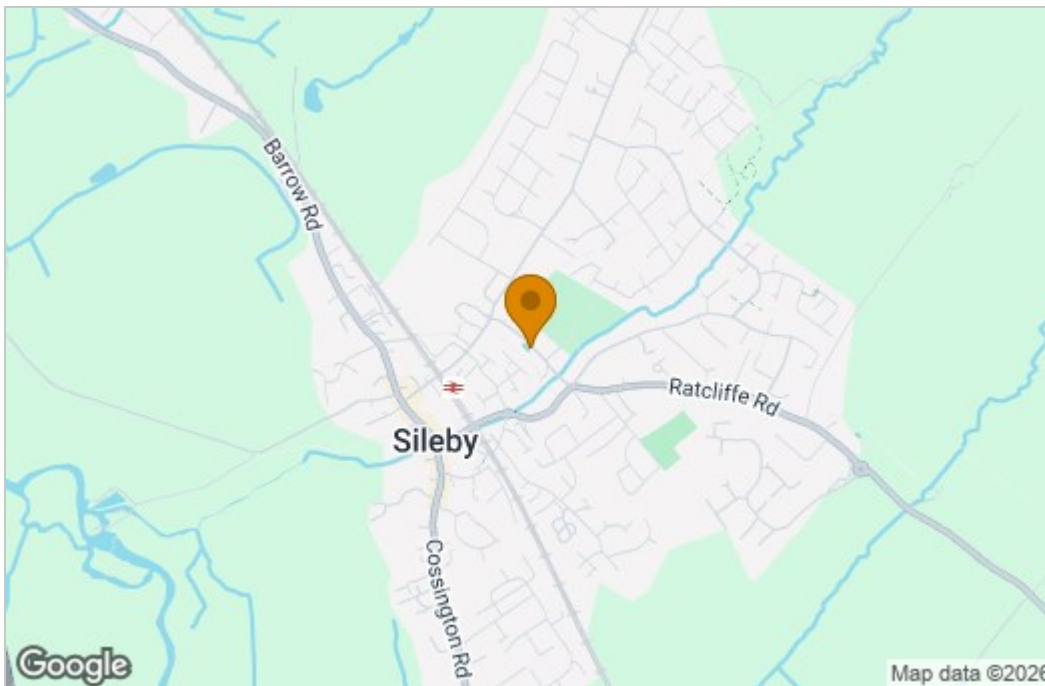 Barrow Rd
Ratcliffe Rd
Sileby
Cossington Rd
Google
Map data ©2026